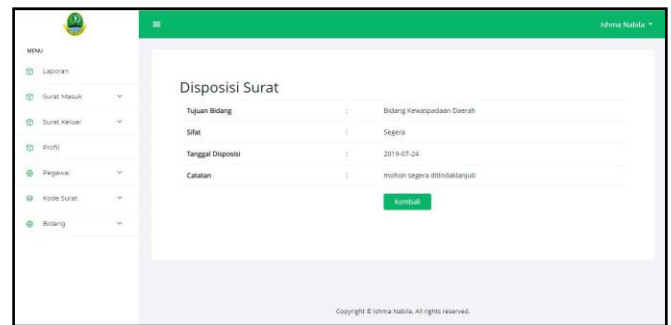 Ishma Nabila
MENU
Laporan
Surat Masuk
Surat Keluar
Profil
Pegawai
Kode Surat
Bidang
Disposisi Surat
Tujuan Bidang : Bidang Kewaspadaan Daerah
Sifat : Segera
Tanggal Disposisi : 2019-07-24
Catatan : mohon segera ditindaklanjuti
Kembali
Copyright © Ishma Nabila. All rights reserved.